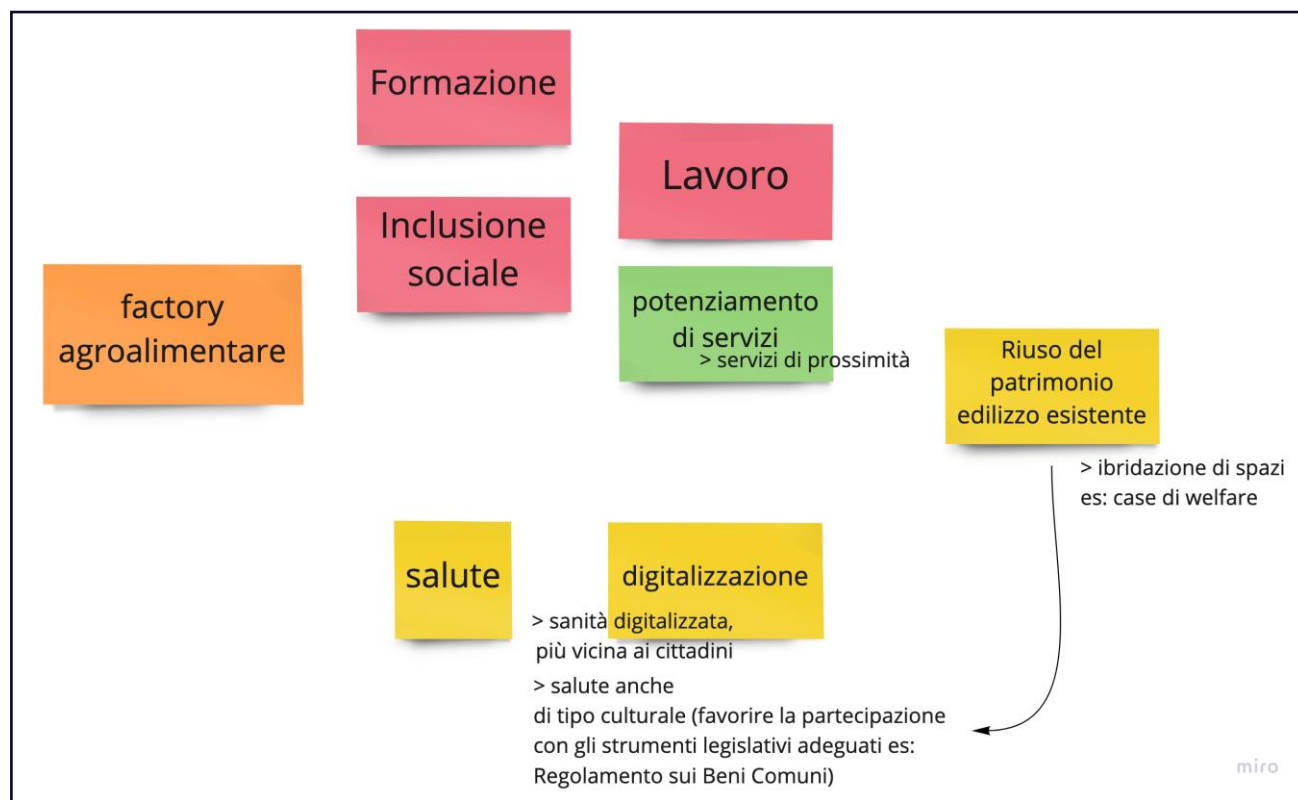 Formazione
Lavoro
Inclusione
sociale
factory
agroalimentare
potenziamento
di servizi
> servizi di prossimità
Riuso del
patrimonio
edilizo esistente
> ibridazione di spazi
es: case di welfare
salute
digitalizzazione
> sanità digitalizzata,
più vicina ai cittadini
> salute anche
di tipo culturale (favorire la partecipazione
con gli strumenti legislativi adeguati es:
Regolamento sui Beni Comuni)
miro